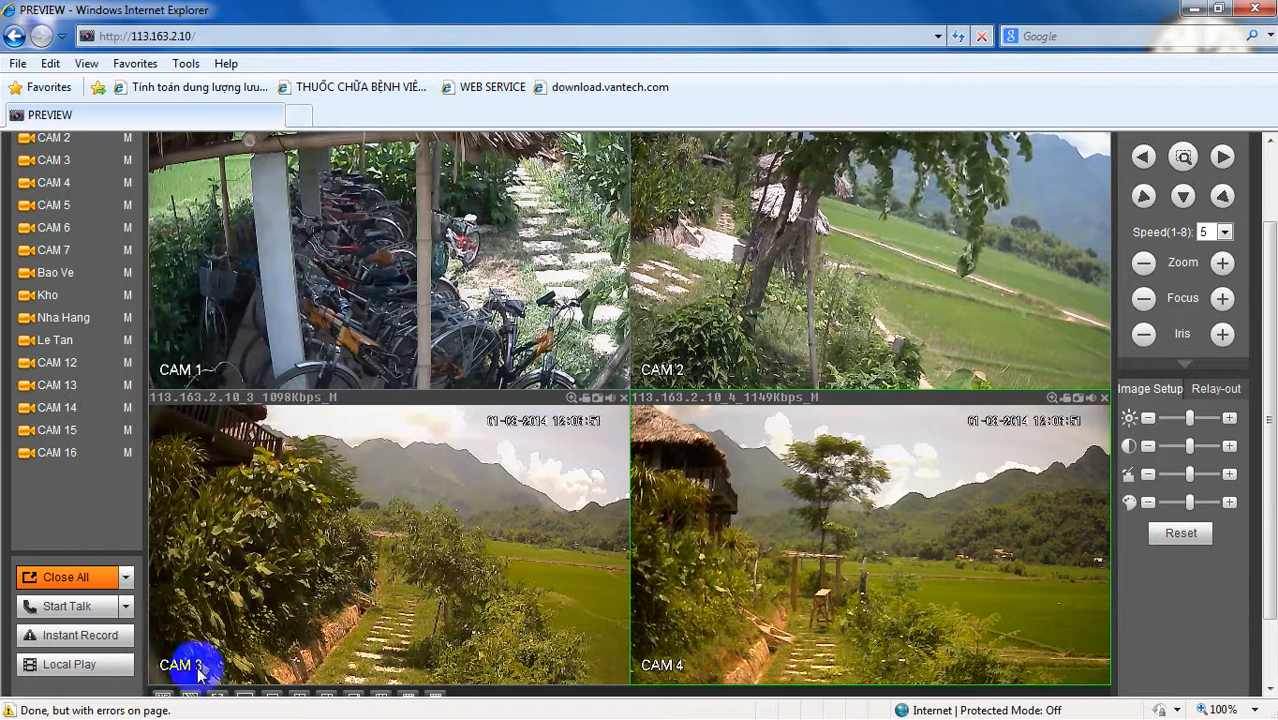 PREVIEW - Windows Internet Explorer
http://113.163.2.10/
Google
File Edit View Favorites Tools Help
Favorites Tính toán dung lượng lưu... THUỐC CHỮA BỆNH VIÊ... WEB SERVICE download.vantech.com
PREVIEW
CAM 2 M
CAM 3 M
CAM 4 M
CAM 5 M
CAM 6 M
CAM 7 M
Bao Ve M
Kho M
Nha Hang M
Le Tan M
CAM 12 M
CAM 13 M
CAM 14 M
CAM 15 M
CAM 16 M
Close All
Start Talk
Instant Record
Local Play
CAM 1
CAM 2
113.163.2.10_3_1098Kbps_M
113.163.2.10_4_1149Kbps_M
01-08-2014 12:06:51
01-08-2014 12:06:51
CAM 3
CAM 4
Speed(1-8): 5
Zoom
Focus
Iris
Image Setup Relay-out
Reset
Done, but with errors on page.
Internet | Protected Mode: Off
100%